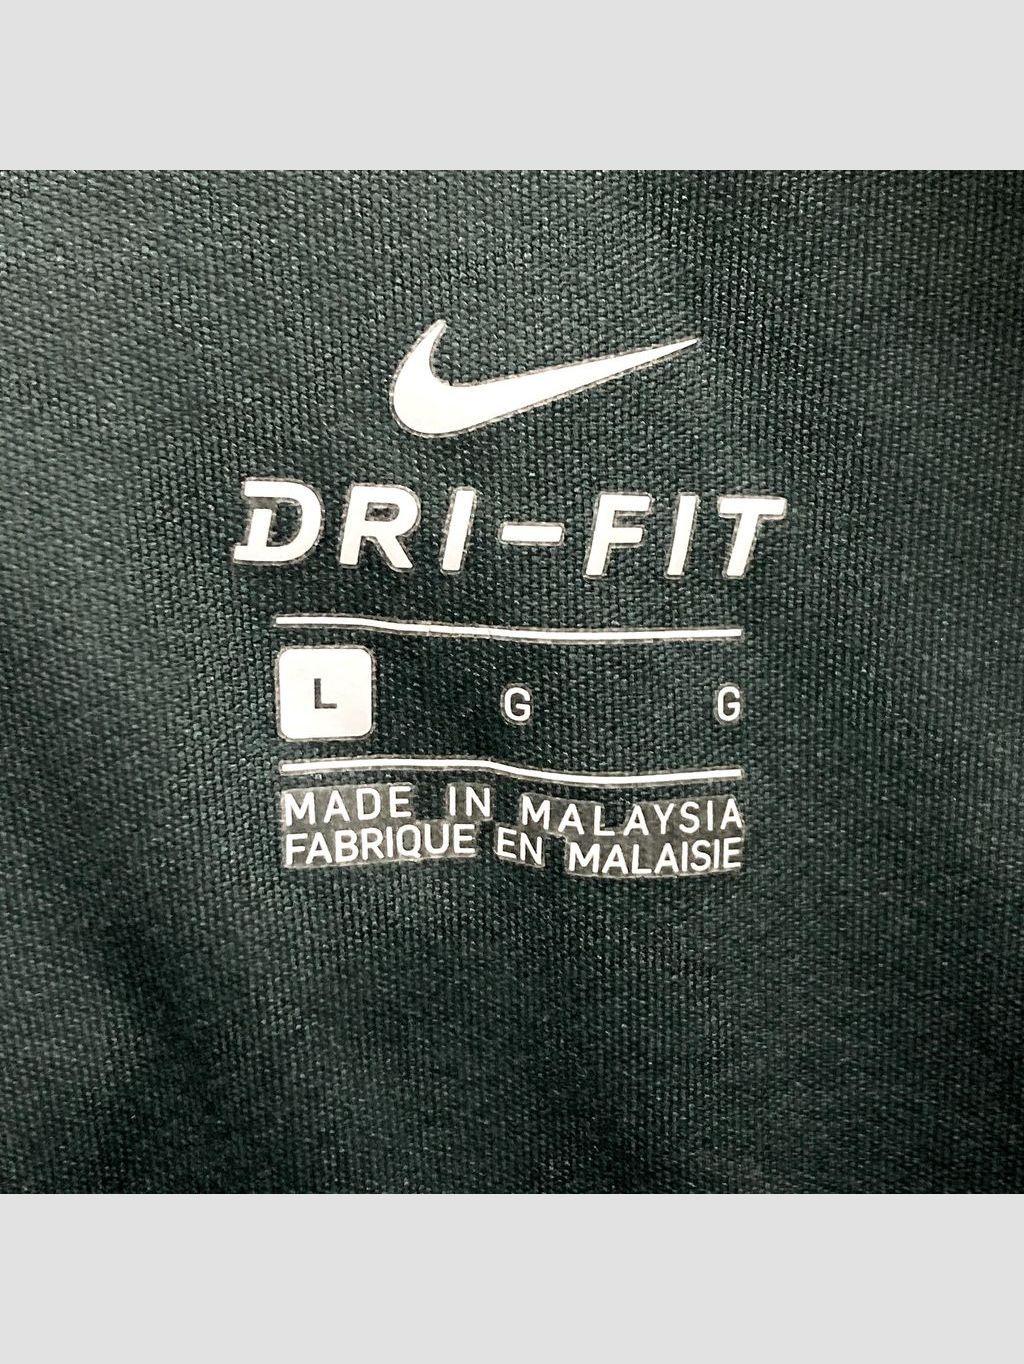 DRI-FIT
L G G
MADE IN MALAYSIA
FABRIQUE EN MALAISIE